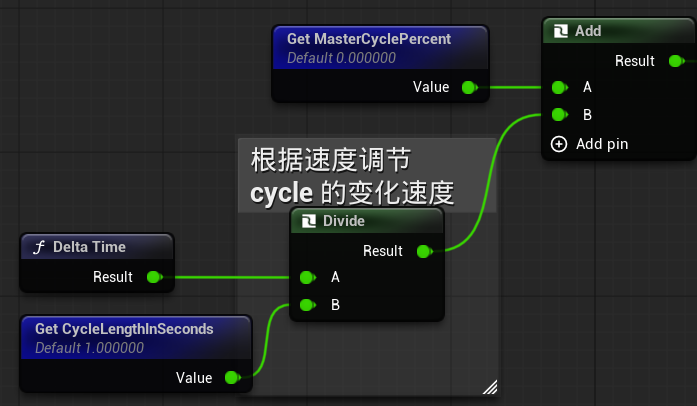 Get MasterCyclePercent
Default 0.000000
Value
Add
Result
A
B
Add pin
根据速度调节
cycle 的变化速度
Divide
Result
A
B
Delta Time
Result
Get CycleLengthInSeconds
Default 1.000000
Value